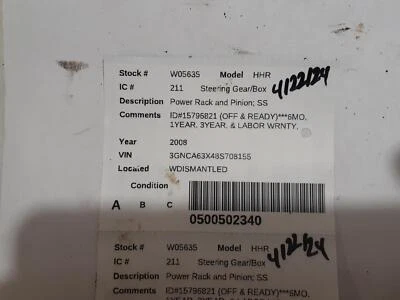 Stock # W05635 Model HHR
IC # 211 Steering Gear/Box 4/22/24
Description Power Rack and Pinion; SS
Comments ID#15796821 (OFF & READY)***6MO,
1YEAR, 3YEAR, & LABOR WRNTY,
Year 2008
VIN 3GNCA63X48S708155
Located WDISMANTLED
Condition
A B C
0500502340
Stock # W05635 Model HHR
IC # 211 Steering Gear/Box 4/22/24
Description Power Rack and Pinion; SS
Comments ID#15796821 (OFF & READY)***6MO,